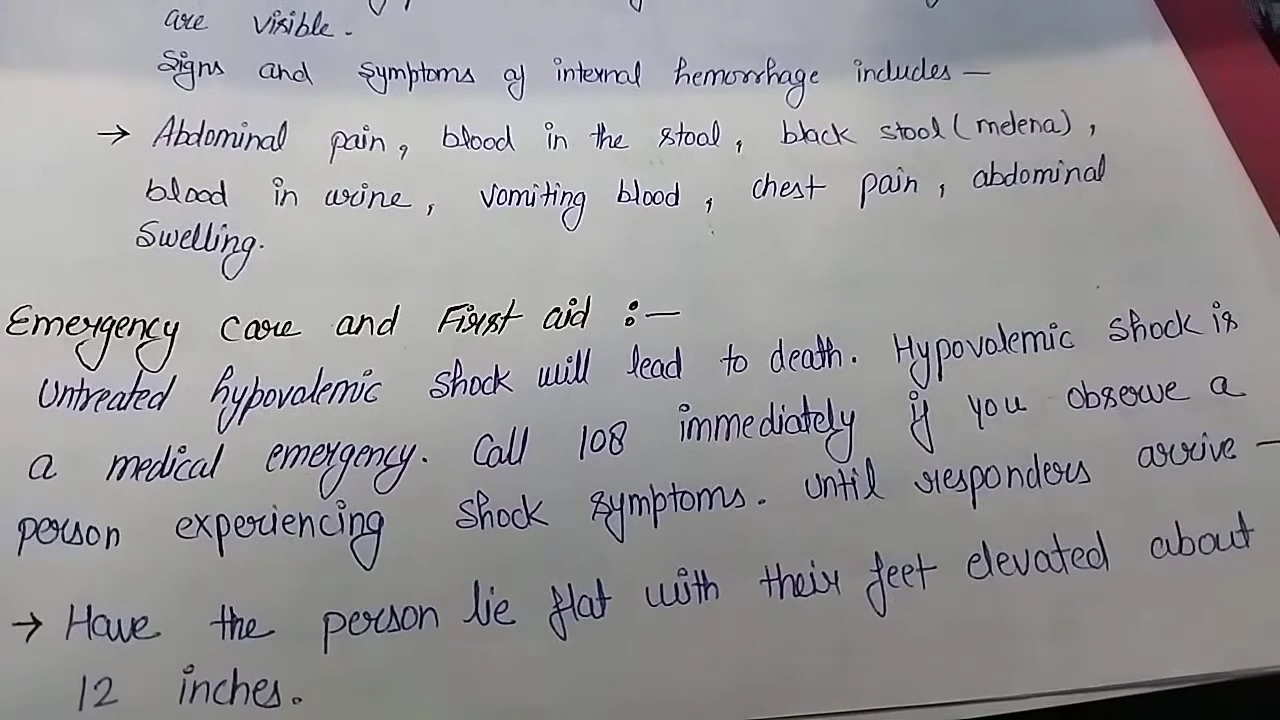 are visible.
Signs and symptoms of internal hemorrhage includes —
→ Abdominal pain, blood in the stool, black stool (melena),
blood in urine, vomiting blood, chest pain, abdominal
swelling.
Emergency care and First aid :—
Untreated hypovolemic shock will lead to death. Hypovolemic shock is
a medical emergency. Call 108 immediately if you observe a
person experiencing shock symptoms. Until responders arrive —
→ Have the person lie flat with their feet elevated about
12 inches.